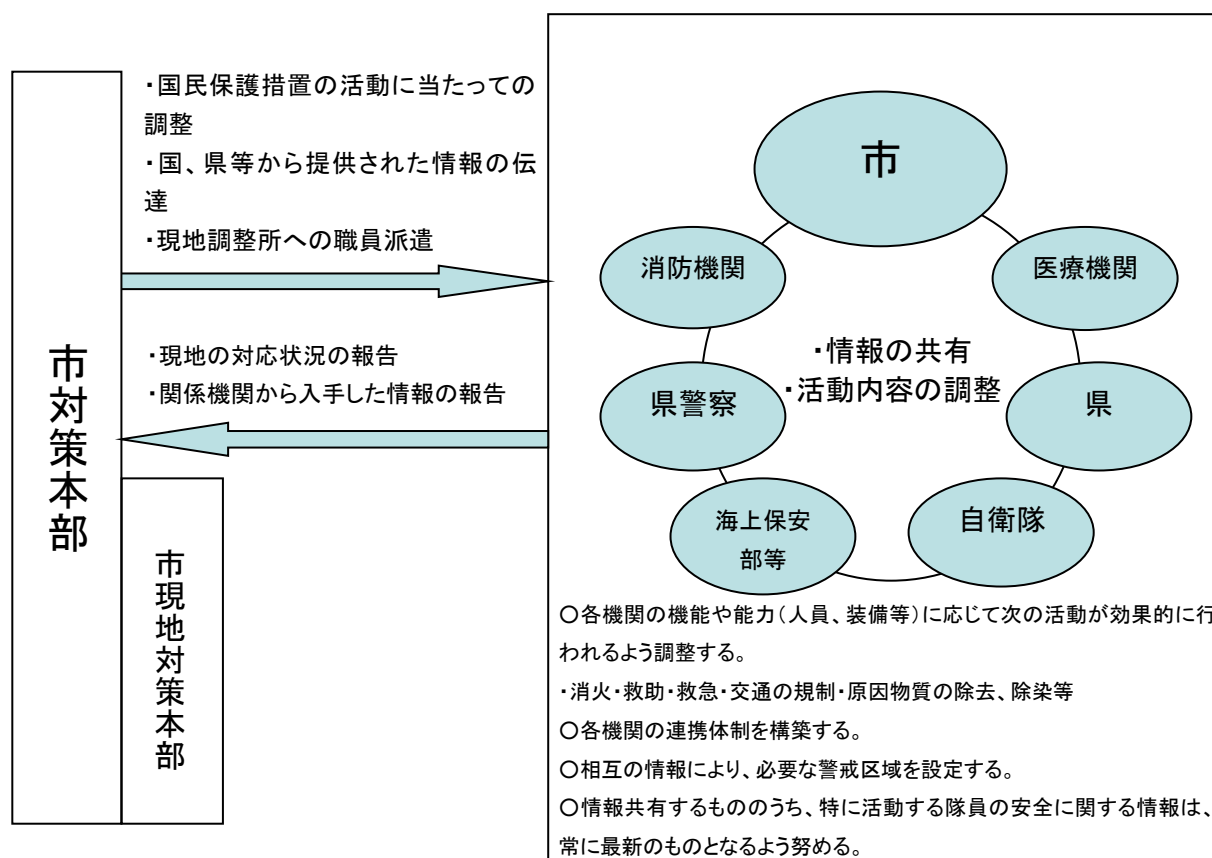 ・国民保護措置の活動に当たっての
調整
・国、県等から提供された情報の伝
達
・現地調整所への職員派遣
・現地の対応状況の報告
・関係機関から入手した情報の報告
市対策本部
市現地対策本部
市
消防機関
医療機関
・情報の共有
・活動内容の調整
県警察
県
海上保安
部等
自衛隊
○各機関の機能や能力(人員、装備等)に応じて次の活動が効果的に行
われるよう調整する。
・消火・救助・救急・交通の規制・原因物質の除去、除染等
○各機関の連携体制を構築する。
○相互の情報により、必要な警戒区域を設定する。
○情報共有するもののうち、特に活動する隊員の安全に関する情報は、
常に最新のものとなるよう努める。